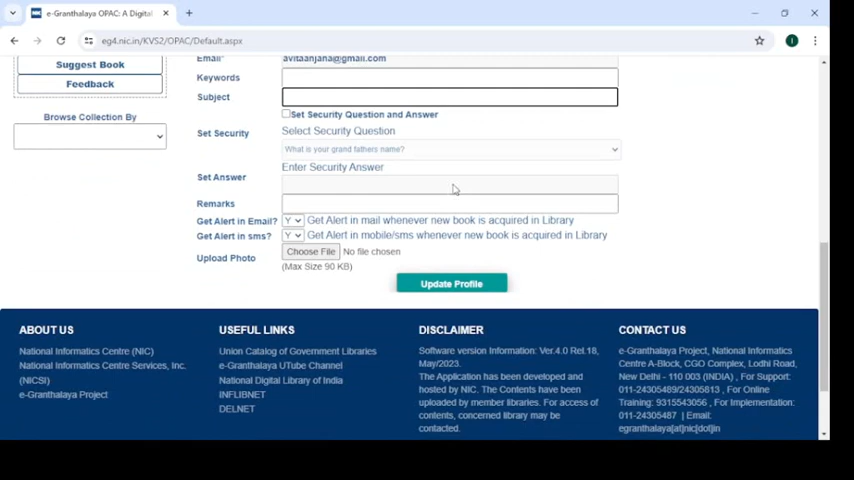 e-Granthalaya OPAC: A Digital
eg4.nic.in/KVS2/OPAC/Default.aspx
I
Suggest Book
Feedback
Browse Collection By
Email* avitaanjana@gmail.com
Keywords
Subject
Set Security Question and Answer
Set Security Select Security Question
What is your grand fathers name?
Enter Security Answer
Set Answer
Remarks
Get Alert in Email? Y Get Alert in mail whenever new book is acquired in Library
Get Alert in sms? Y Get Alert in mobile/sms whenever new book is acquired in Library
Upload Photo Choose File No file chosen
(Max Size 90 KB)
Update Profile
ABOUT US
National Informatics Centre (NIC)
National Informatics Centre Services, Inc.
(NICSI)
e-Granthalaya Project
USEFUL LINKS
Union Catalog of Government Libraries
e-Granthalaya UTube Channel
National Digital Library of India
INFLIBNET
DELNET
DISCLAIMER
Software version Information: Ver.4.0 Rel.18,
May/2023.
The Application has been developed and
hosted by NIC. The Contents have been
uploaded by member libraries. For access of
contents, concerned library may be
contacted.
CONTACT US
e-Granthalaya Project, National Informatics
Centre A-Block, CGO Complex, Lodhi Road,
New Delhi - 110 003 (INDIA) , For Support:
011-24305489/24306813 , For Online
Training: 9315543056 , For Implementation:
011-24305487 | Email:
egranthalaya[at]nic[dot]in